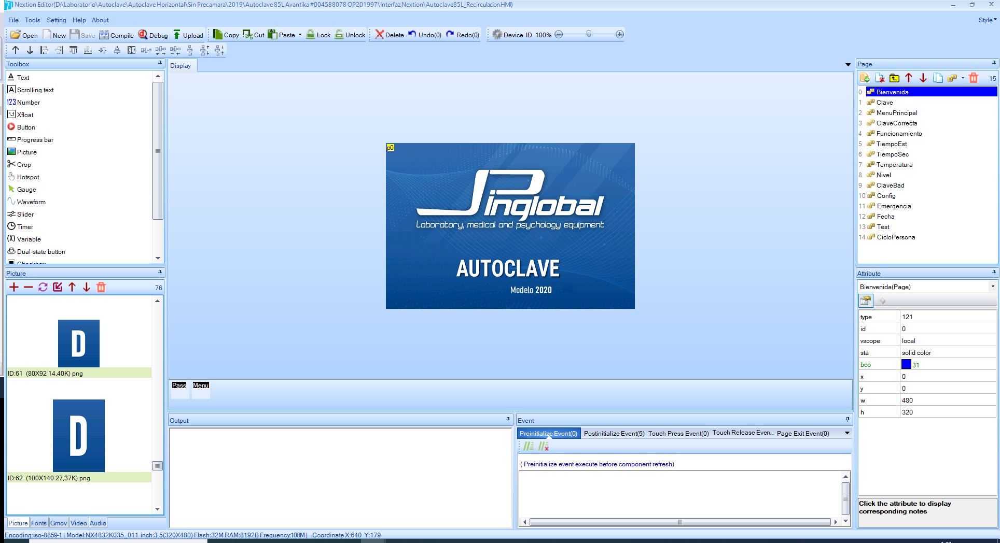 Nextion Editor(D:\Laboratorio\Autoclave\Autoclave Horizontal\Sin Precamara\2019\Autoclave 85L Avantika #004588078 OP201997\Interfaz Nextion\Autoclave85L_Recirculacion.HMI)
File Tools Setting Help About Style
Open New Save Compile Debug Upload Copy Cut Paste Lock Unlock Delete Undo(0) Redo(0) Device ID 100%
Toolbox
Text
Scrolling text
123 Number
1.1 Xfloat
Button
Progress bar
Picture
Crop
Hotspot
Gauge
Waveform
Slider
Timer
(X) Variable
Dual-state button
Checkbox
Picture
76
D
ID:61 (80X92 14,40K) png
D
ID:62 (100X140 27,37K) png
Picture Fonts Gmov Video Audio
Display
p0
JPinglobal
Laboratory, medical and psychology equipment
AUTOCLAVE
Modelo 2020
Pass Menu
Output
Event
Preinitialize Event(0) Postinitialize Event(5) Touch Press Event(0) Touch Release Even... Page Exit Event(0)
( Preinitialize event execute before component refresh)
Page
15
0 Bienvenida
1 Clave
2 MenuPrincipal
3 ClaveCorrecta
4 Funcionamiento
5 TiempoEst
6 TiempoSec
7 Temperatura
8 Nivel
9 ClaveBad
10 Config
11 Emergencia
12 Fecha
13 Test
14 CicloPersona
Attribute
Bienvenida(Page)
type 121
id 0
vscope local
sta solid color
bco 31
x 0
y 0
w 480
h 320
Click the attribute to display
corresponding notes
Encoding:iso-8859-1 | Model:NX4832K035_011 inch:3.5(320X480) Flash:32M RAM:8192B Frequency:108M | Coordinate X:640 Y:179